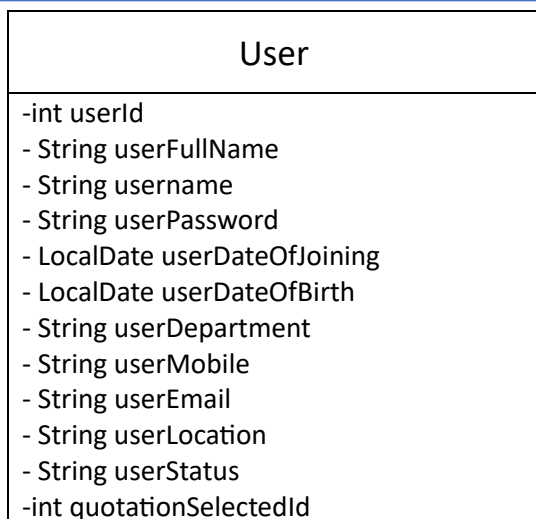 User
-int userId
- String userFullName
- String username
- String userPassword
- LocalDate userDateOfJoining
- LocalDate userDateOfBirth
- String userDepartment
- String userMobile
- String userEmail
- String userLocation
- String userStatus
-int quotationSelectedId